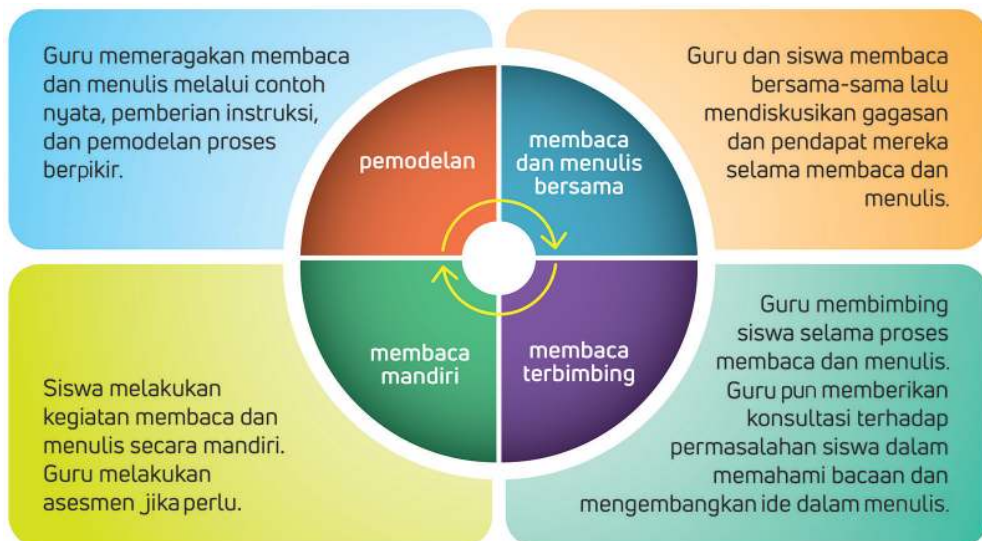 Guru memeragakan membaca
dan menulis melalui contoh
nyata, pemberian instruksi,
dan pemodelan proses
berpikir.
pemodelan
membaca
dan menulis
bersama
Guru dan siswa membaca
bersama-sama lalu
mendiskusikan gagasan
dan pendapat mereka
selama membaca dan
menulis.
Siswa melakukan
kegiatan membaca dan
menulis secara mandiri.
Guru melakukan
asesmen jika perlu.
membaca
mandiri
membaca
terbimbing
Guru membimbing
siswa selama proses
membaca dan menulis.
Guru pun memberikan
konsultasi terhadap
permasalahan siswa dalam
memahami bacaan dan
mengembangkan ide dalam menulis.